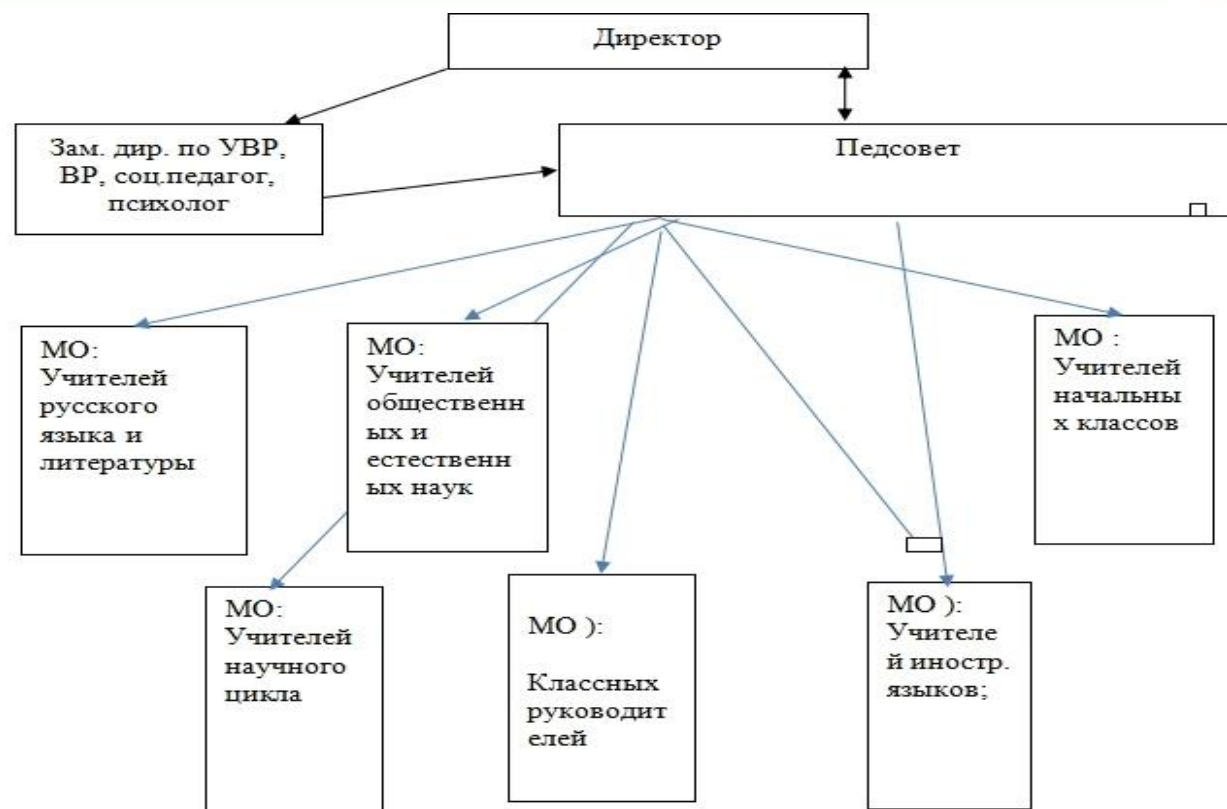 Директор
Зам. дир. по УВР,
ВР, соц.педагог,
психолог
Педсовет
МО:
Учителей
русского
языка и
литературы
МО:
Учителей
общественн
ых и
естественн
ых наук
МО :
Учителей
начальны
х классов
МО:
Учителей
научного
цикла
МО ):
Классных
руководит
елей
МО ):
Учителе
й иностр.
языков;